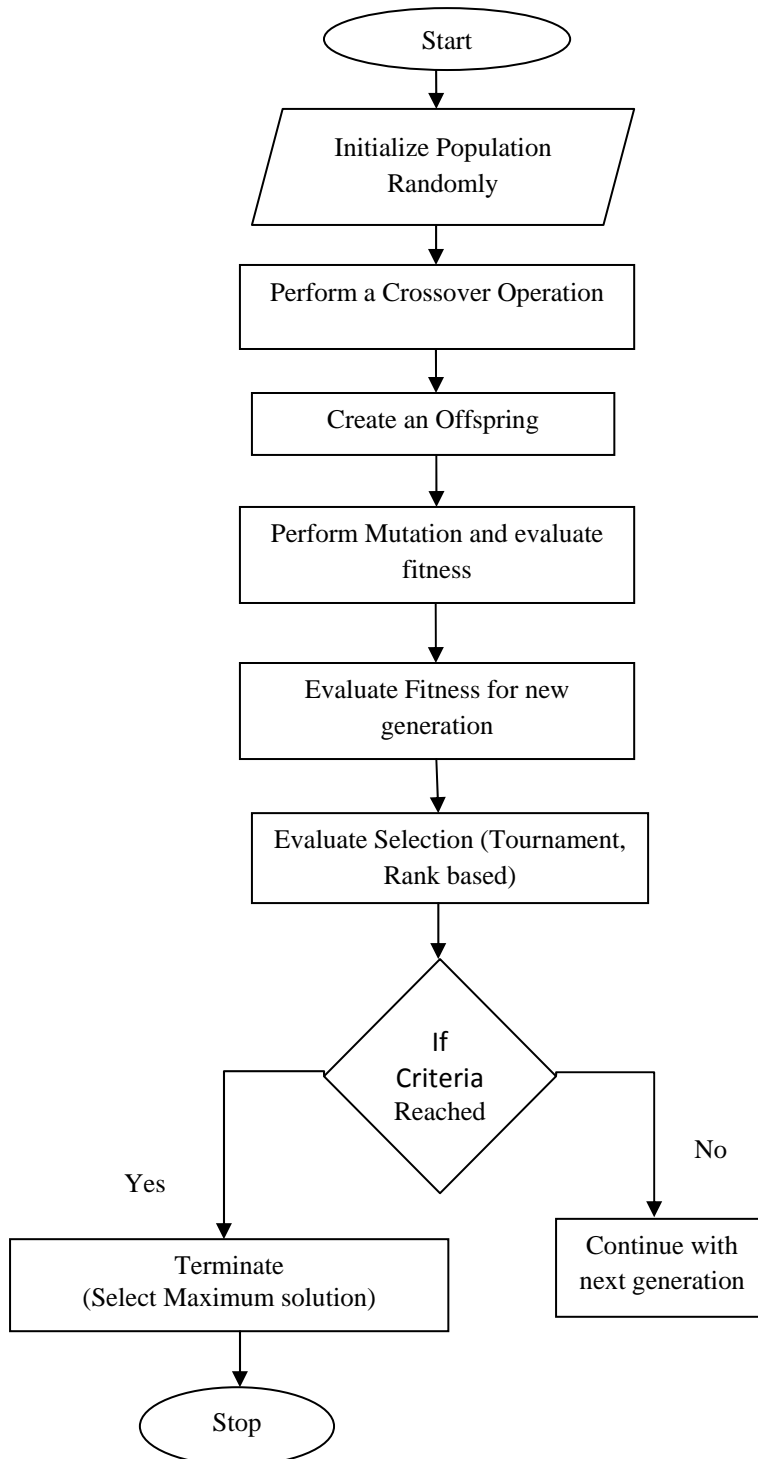 Start
Initialize Population
Randomly
Perform a Crossover Operation
Create an Offspring
Perform Mutation and evaluate
fitness
Evaluate Fitness for new
generation
Evaluate Selection (Tournament,
Rank based)
If
Criteria
Reached
Yes
No
Terminate
(Select Maximum solution)
Continue with
next generation
Stop